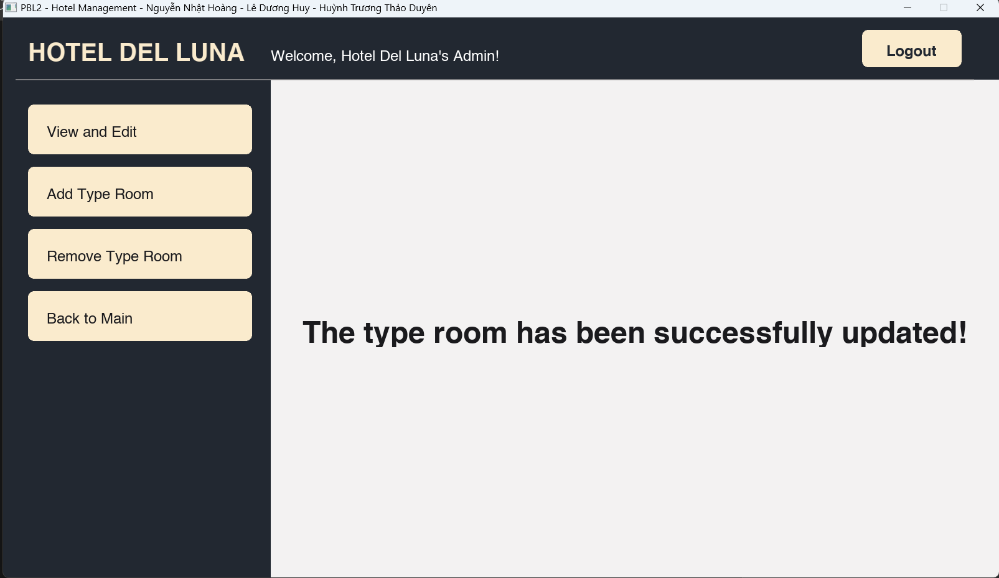 PBL2 - Hotel Management - Nguyễn Nhật Hoàng - Lê Dương Huy - Huỳnh Trương Thảo Duyên
HOTEL DEL LUNA
Welcome, Hotel Del Luna's Admin!
Logout
View and Edit
Add Type Room
Remove Type Room
Back to Main
The type room has been successfully updated!